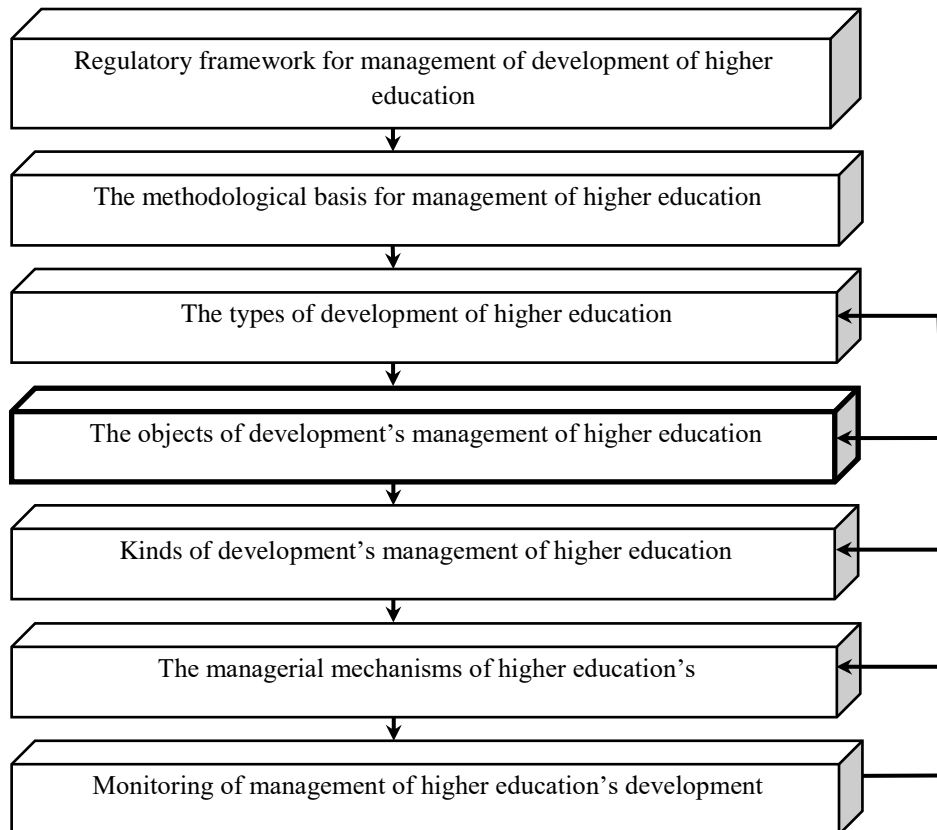 Regulatory framework for management of development of higher
education
The methodological basis for management of higher education
The types of development of higher education
The objects of development’s management of higher education
Kinds of development’s management of higher education
The managerial mechanisms of higher education’s
Monitoring of management of higher education’s development